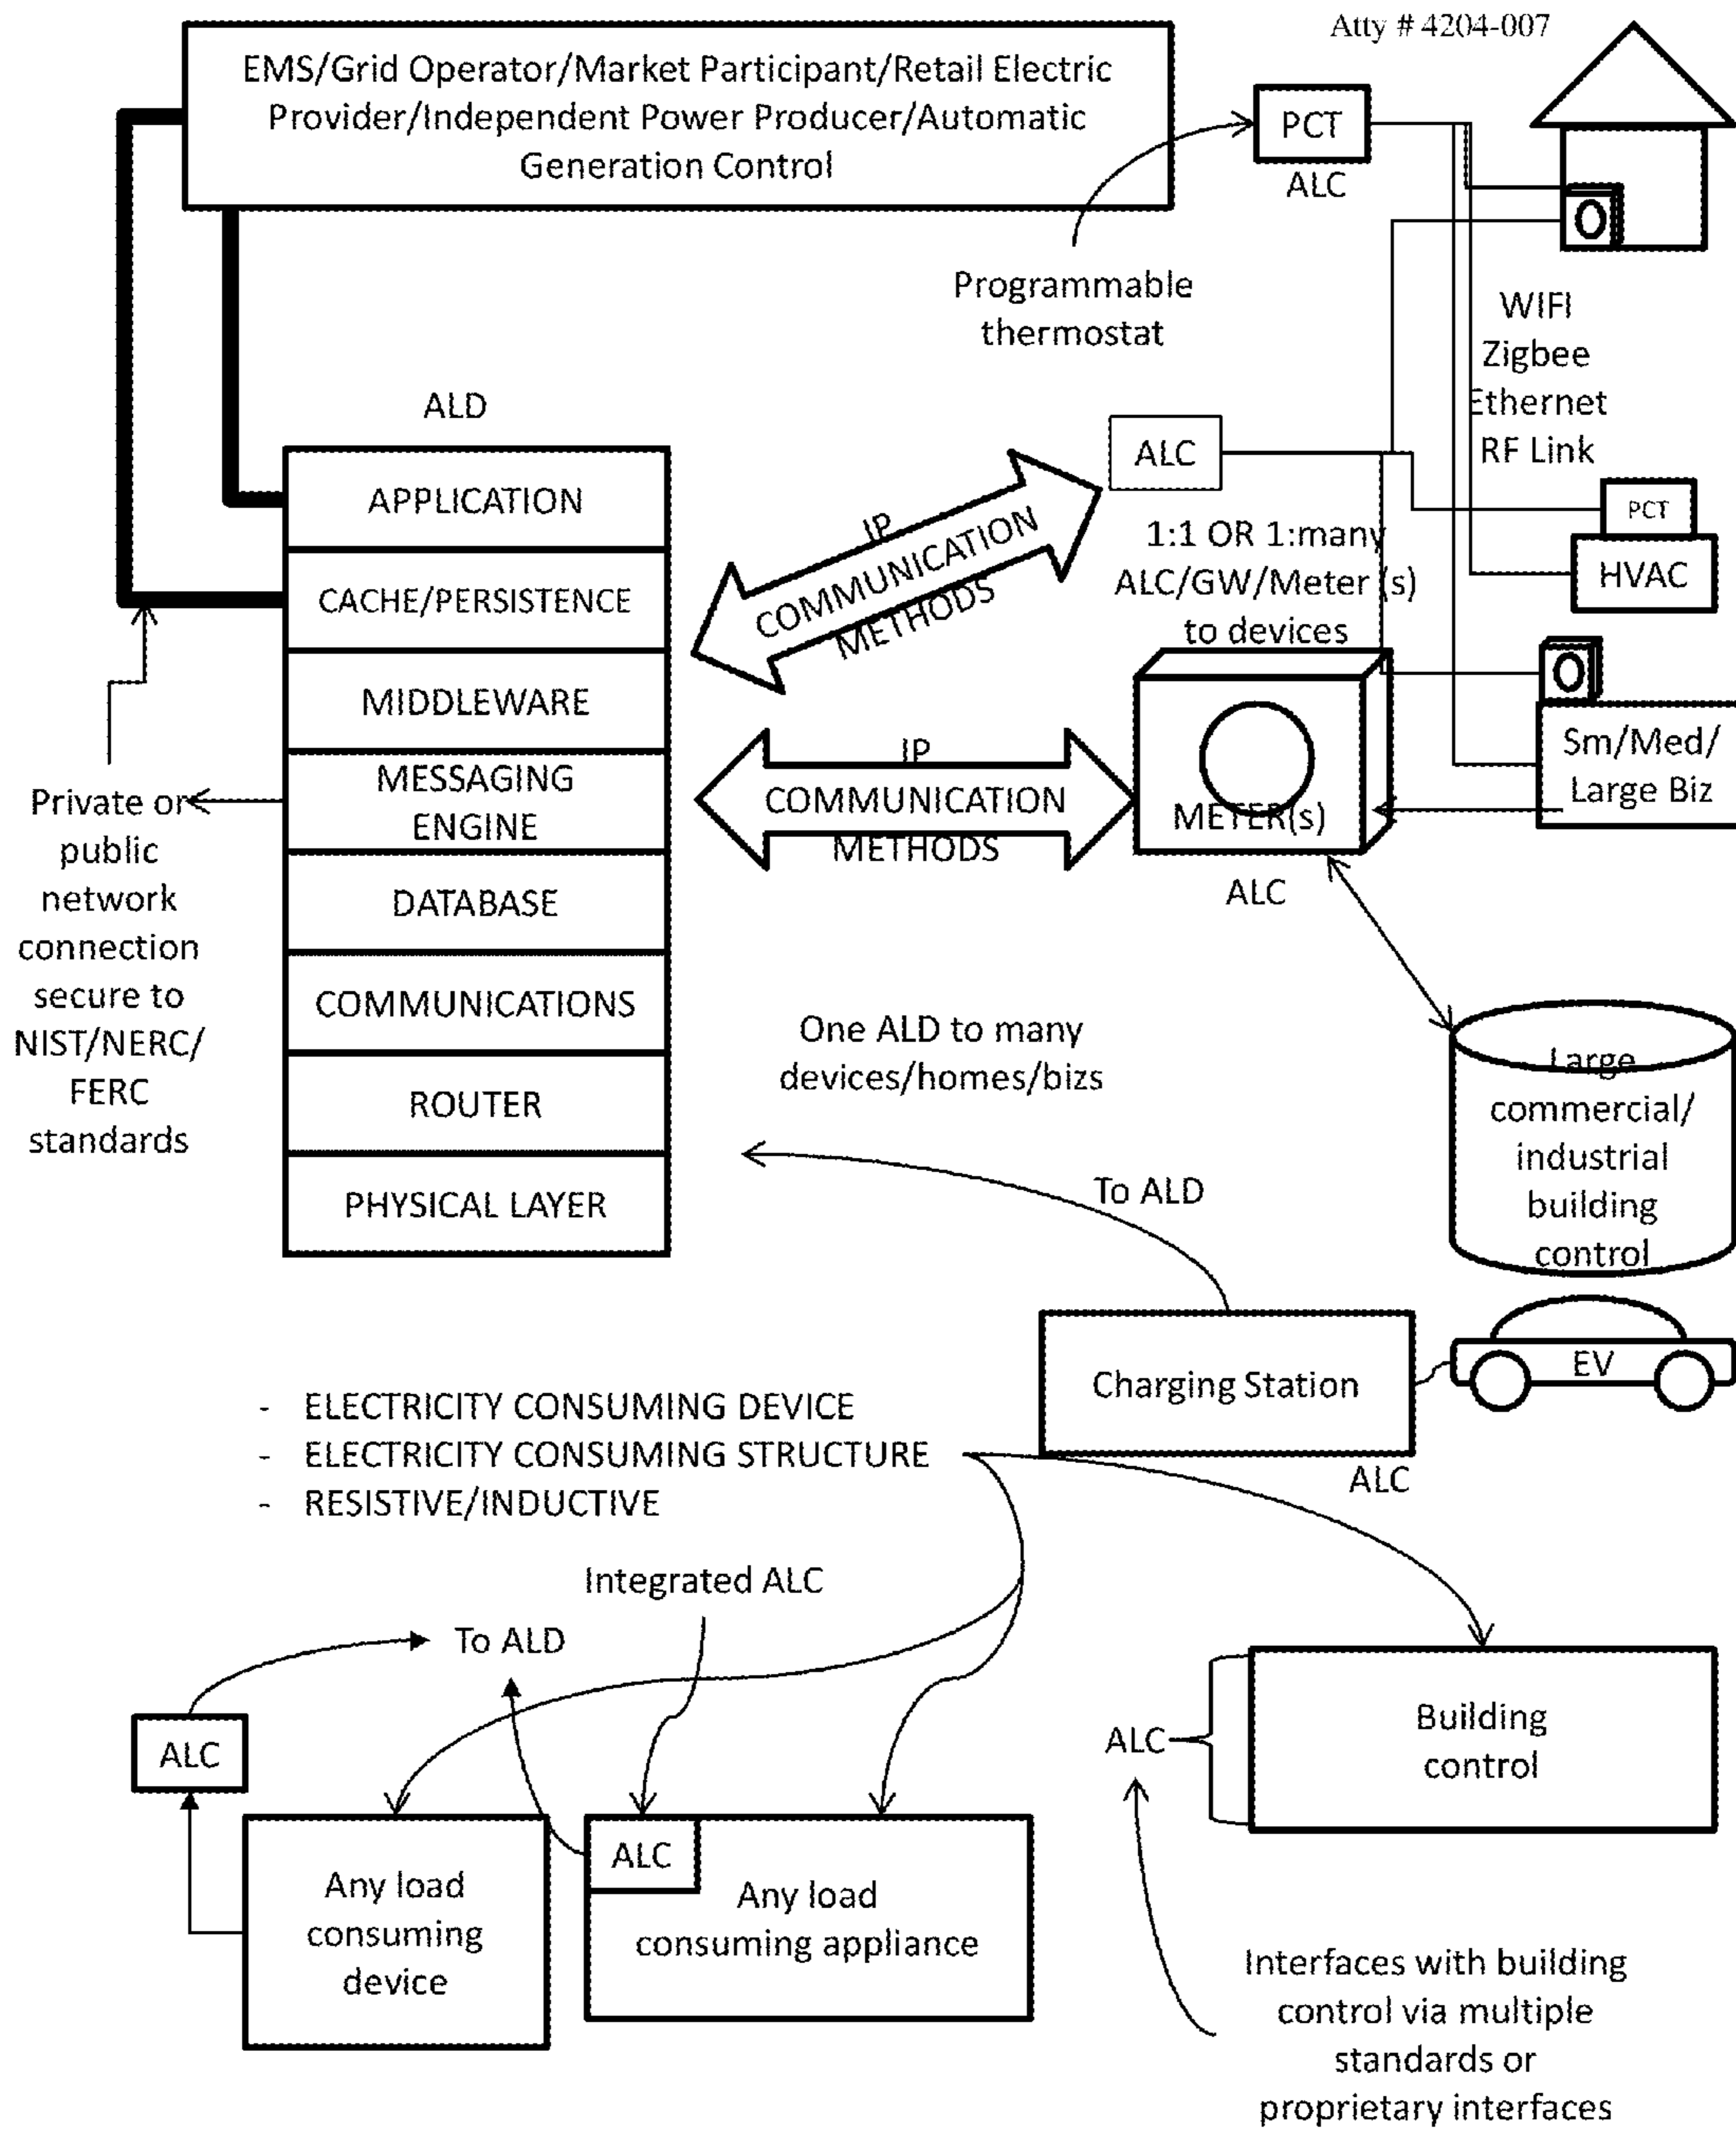 Atty # 4204-007
EMS/Grid Operator/Market Participant/Retail Electric
Provider/Independent Power Producer/Automatic
Generation Control
PCT
ALC
Programmable
thermostat
WIFI
Zigbee
Ethernet
RF Link
ALD
APPLICATION
CACHE/PERSISTENCE
MIDDLEWARE
MESSAGING
ENGINE
DATABASE
COMMUNICATIONS
ROUTER
PHYSICAL LAYER
IP
COMMUNICATION
METHODS
ALC
1:1 OR 1:many
ALC/GW/Meter (s)
to devices
PCT
HVAC
IP
COMMUNICATION
METHODS
METER(s)
ALC
Sm/Med/
Large Biz
Private or
public
network
connection
secure to
NIST/NERC/
FERC
standards
One ALD to many
devices/homes/bizs
Large
commercial/
industrial
building
control
To ALD
Charging Station
EV
ALC
- ELECTRICITY CONSUMING DEVICE
- ELECTRICITY CONSUMING STRUCTURE
- RESISTIVE/INDUCTIVE
Integrated ALC
To ALD
ALC
Any load
consuming
device
ALC
Any load
consuming appliance
ALC
Building
control
Interfaces with building
control via multiple
standards or
proprietary interfaces